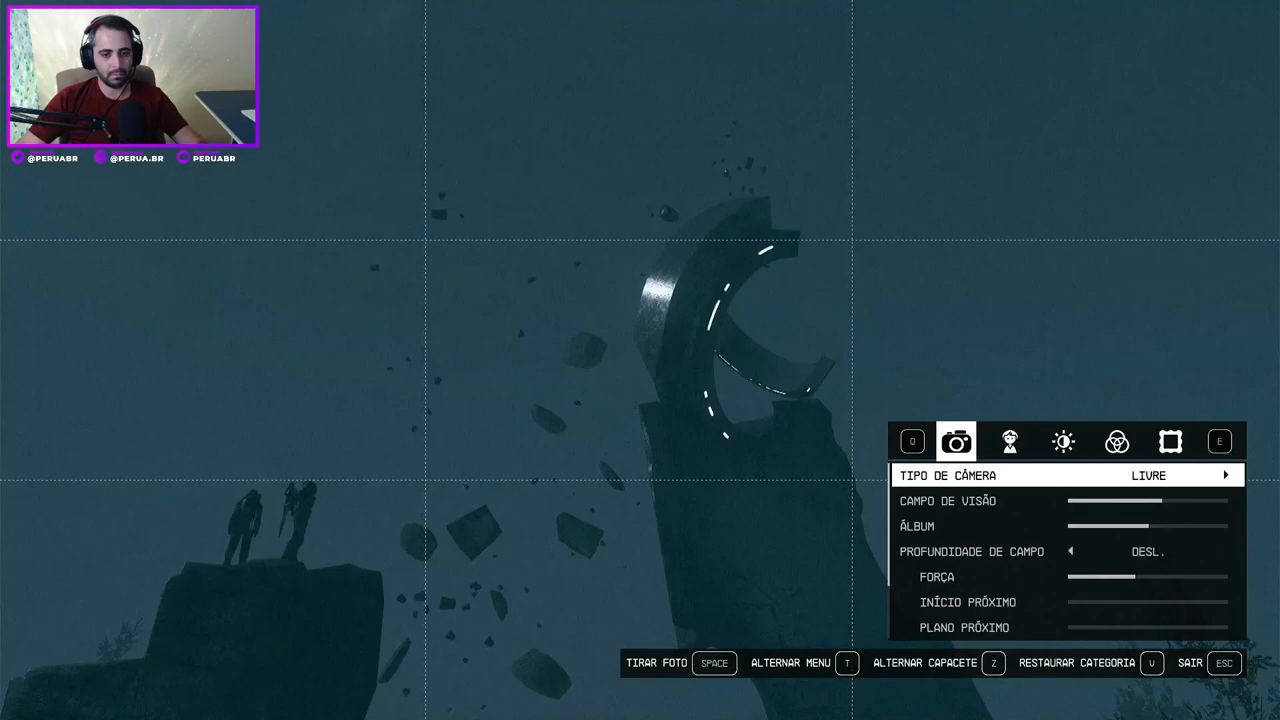 @PERUABR @PERUA.BR PERUABR
Q E
TIPO DE CÂMERA LIVRE
CAMPO DE VISÃO
ÁLBUM
PROFUNDIDADE DE CAMPO DESL.
FORÇA
INÍCIO PRÓXIMO
PLANO PRÓXIMO
TIRAR FOTO SPACE ALTERNAR MENU T ALTERNAR CAPACETE Z RESTAURAR CATEGORIA V SAIR ESC